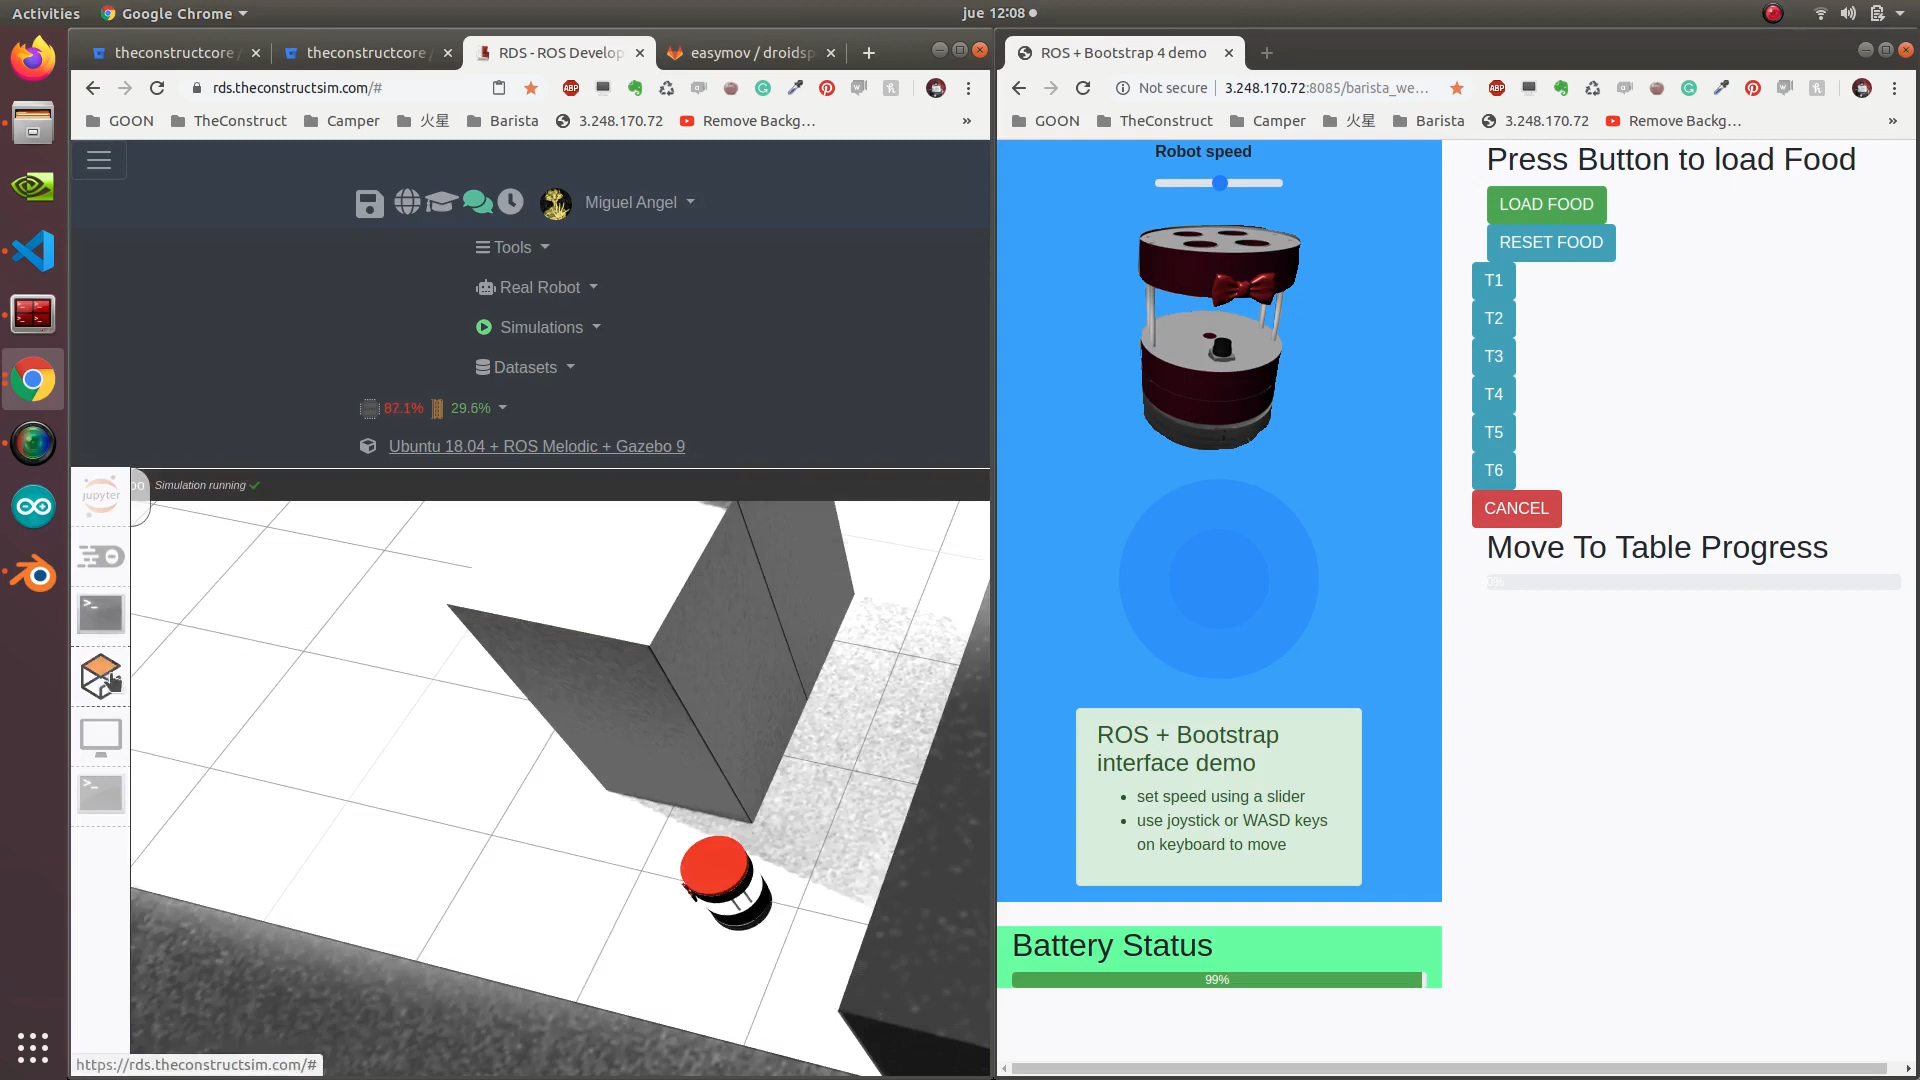 Activities
Google Chrome
jue 12:08
theconstructcore /
theconstructcore /
RDS - ROS Develop
easymov / droidsp
rds.theconstructsim.com/#
GOON
TheConstruct
Camper
火星
Barista
3.248.170.72
Remove Backg…
»
Miguel Angel
Tools
Real Robot
Simulations
Datasets
87.1%
29.6%
Ubuntu 18.04 + ROS Melodic + Gazebo 9
jupyter
Simulation running
https://rds.theconstructsim.com/#
ROS + Bootstrap 4 demo
Not secure
3.248.170.72:8085/barista_we…
ABP
GOON
TheConstruct
Camper
火星
Barista
3.248.170.72
Remove Backg…
»
Robot speed
ROS + Bootstrap
interface demo
• set speed using a slider
• use joystick or WASD keys
on keyboard to move
Battery Status
99%
Press Button to load Food
LOAD FOOD
RESET FOOD
T1
T2
T3
T4
T5
T6
CANCEL
Move To Table Progress
0%